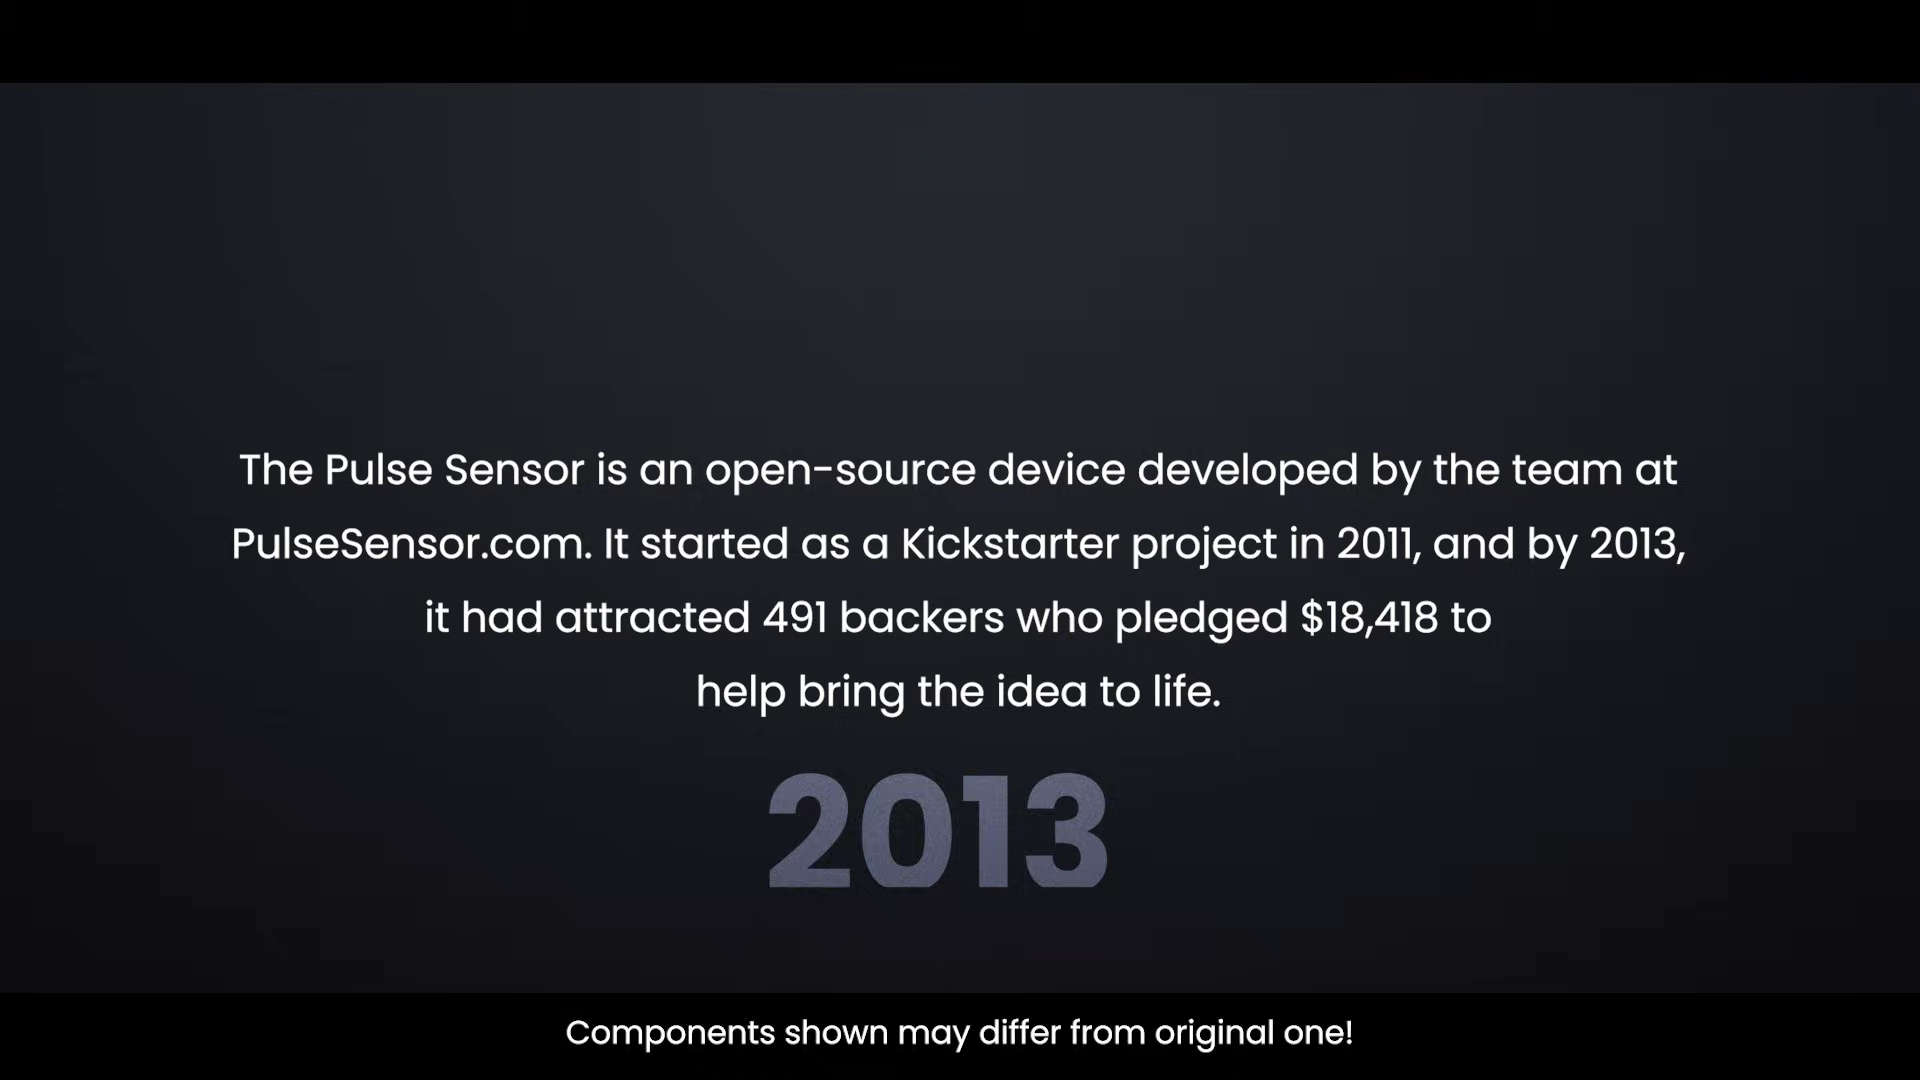 The Pulse Sensor is an open-source device developed by the team at
PulseSensor.com. It started as a Kickstarter project in 2011, and by 2013,
it had attracted 491 backers who pledged $18,418 to
help bring the idea to life.
2013
Components shown may differ from original one!